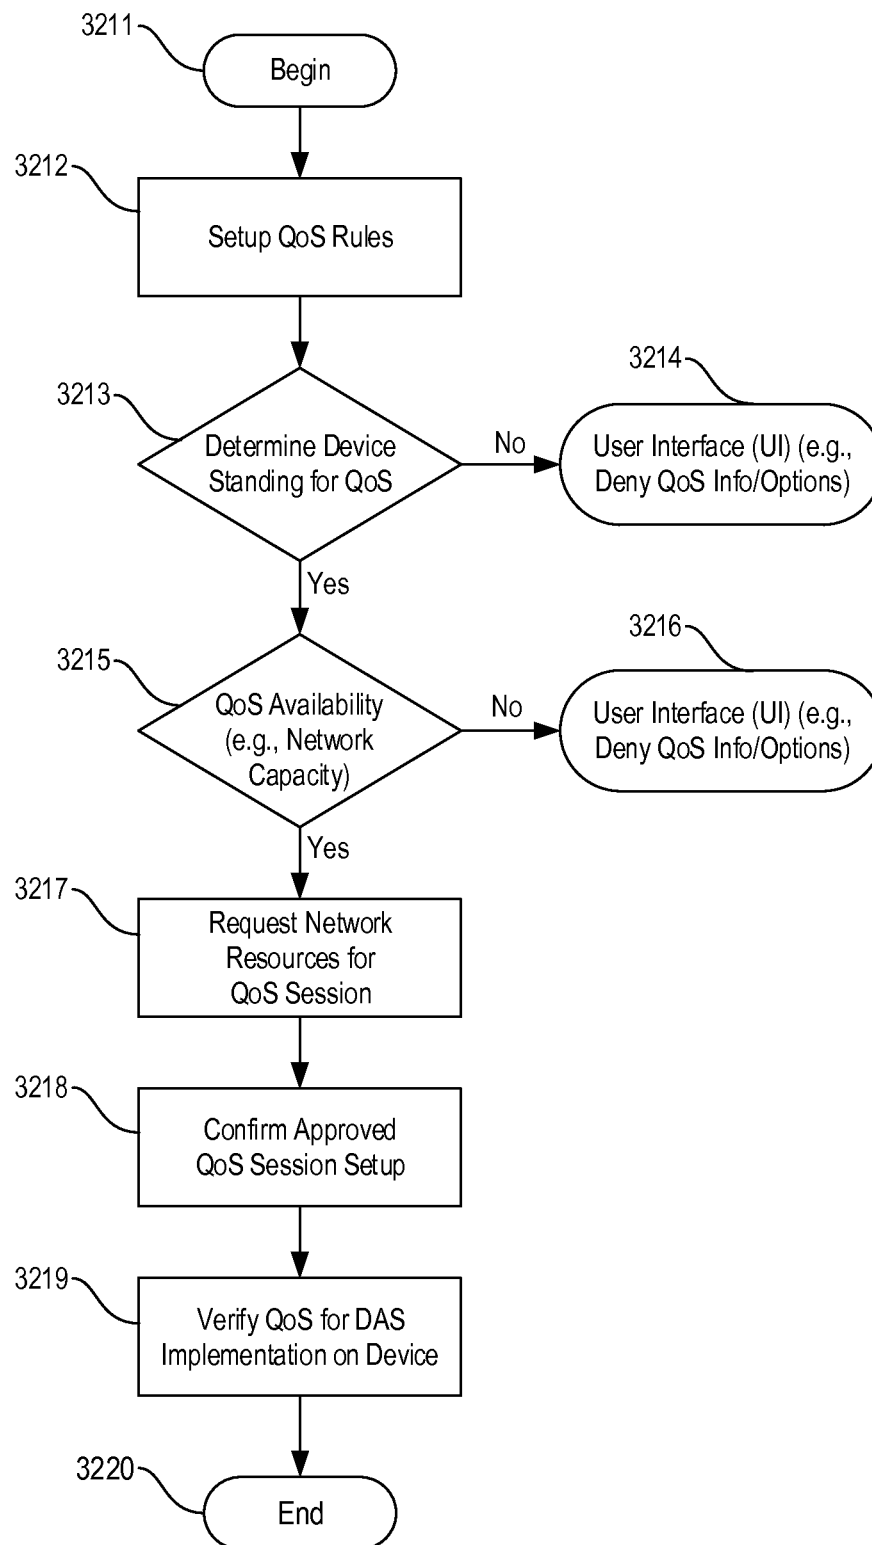 3211
Begin
3212
Setup QoS Rules
3213
Determine Device
Standing for QoS
No
3214
User Interface (UI) (e.g.,
Deny QoS Info/Options)
Yes
3215
QoS Availability
(e.g., Network
Capacity)
No
3216
User Interface (UI) (e.g.,
Deny QoS Info/Options)
Yes
3217
Request Network
Resources for
QoS Session
3218
Confirm Approved
QoS Session Setup
3219
Verify QoS for DAS
Implementation on Device
3220
End